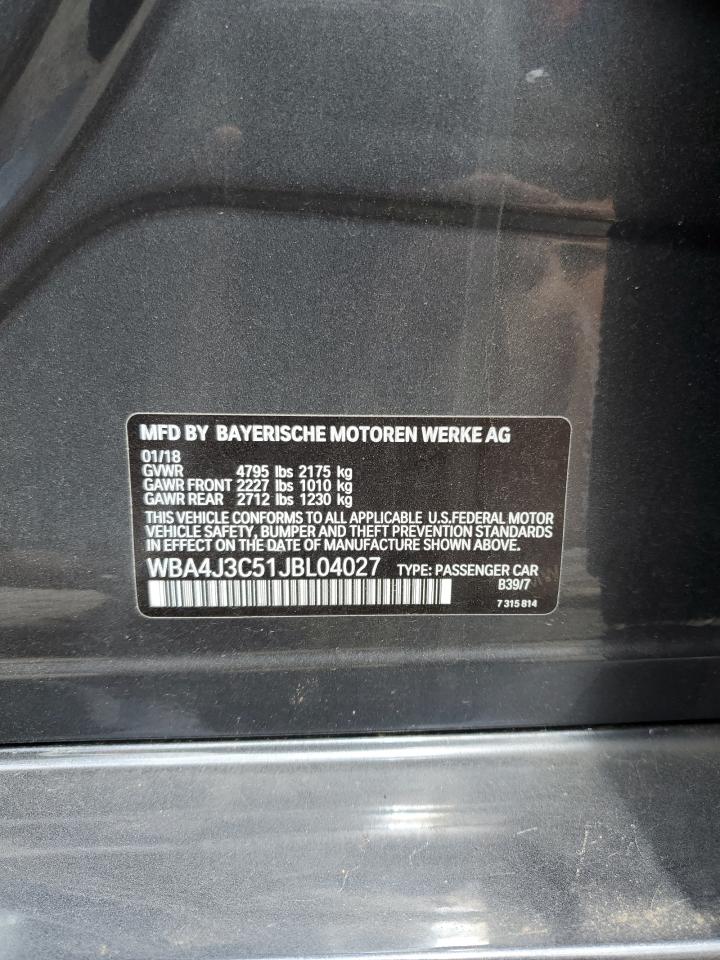 MFD BY BAYERISCHE MOTOREN WERKE AG
01/18
GVWR 4795 lbs 2175 kg
GAWR FRONT 2227 lbs 1010 kg
GAWR REAR 2712 lbs 1230 kg
THIS VEHICLE CONFORMS TO ALL APPLICABLE U.S.FEDERAL MOTOR
VEHICLE SAFETY, BUMPER AND THEFT PREVENTION STANDARDS
IN EFFECT ON THE DATE OF MANUFACTURE SHOWN ABOVE.
WBA4J3C51JBL04027 TYPE: PASSENGER CAR
B39/7
7 315 814